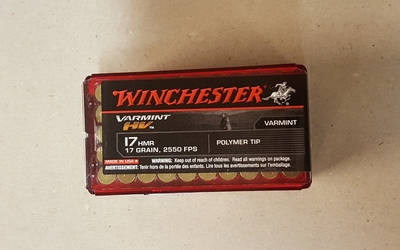 WINCHESTER
VARMINT
HV
VARMINT
17 HMR
POLYMER TIP
17 GRAIN, 2550 FPS
MADE IN U.S.A.
WARNING: Keep out of reach of children. Read all warnings on package.
AVERTISSEMENT: Tenir hors de la portée des enfants. Lire tous les avertissements sur l'emballage.